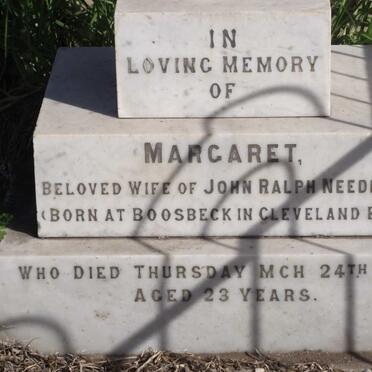 IN
LOVING MEMORY
OF
MARGARET,
BELOVED WIFE OF JOHN RALPH
(BORN AT BOOSBECK IN CLEVELAND
WHO DIED THURSDAY MCH 24TH
AGED 23 YEARS.